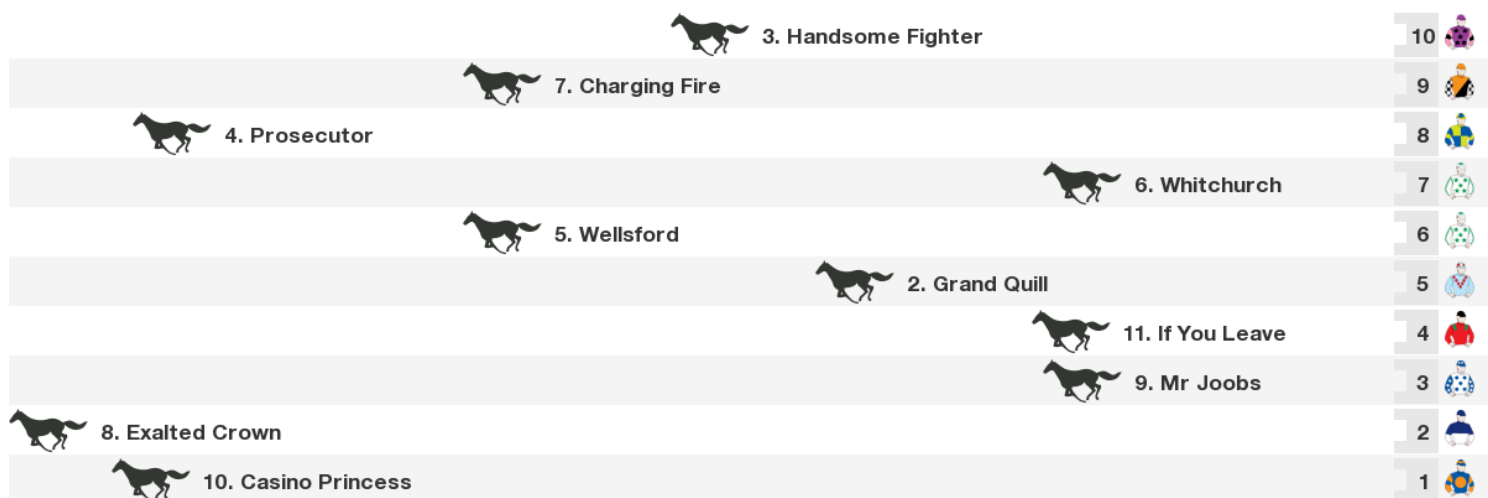 3. Handsome Fighter 10
7. Charging Fire 9
4. Prosecutor 8
6. Whitchurch 7
5. Wellsford 6
2. Grand Quill 5
11. If You Leave 4
9. Mr Joobs 3
8. Exalted Crown 2
10. Casino Princess 1